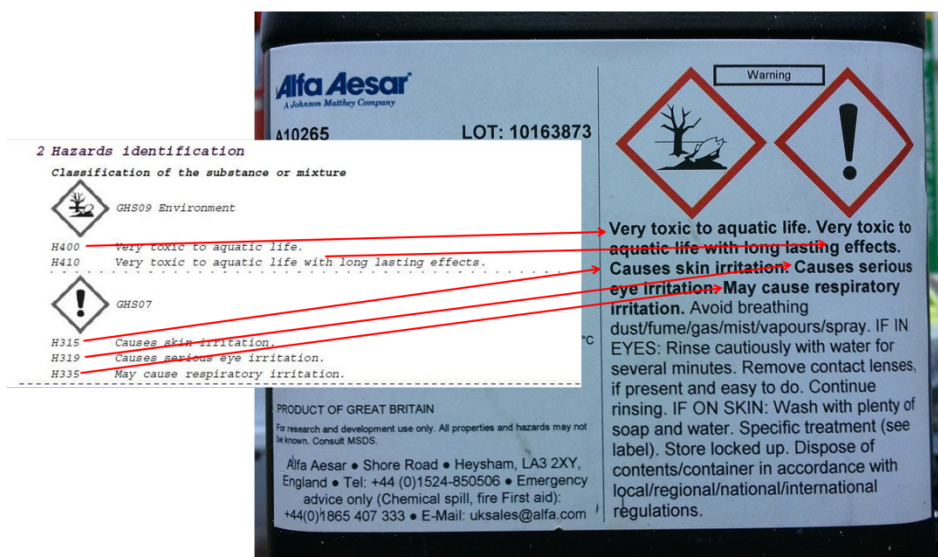 Alfa Aesar
A Johnson Matthey Company
A10265 LOT: 10163873
2 Hazards identification
Classification of the substance or mixture
GHS09 Environment
H400 Very toxic to aquatic life.
H410 Very toxic to aquatic life with long lasting effects.
GHS07
H315 Causes skin irritation.
H319 Causes serious eye irritation.
H335 May cause respiratory irritation.
°C
PRODUCT OF GREAT BRITAIN
For research and development use only. All properties and hazards may not
be known. Consult MSDS.
Alfa Aesar • Shore Road • Heysham, LA3 2XY,
England • Tel: +44 (0)1524-850506 • Emergency
advice only (Chemical spill, fire First aid):
+44(0)1865 407 333 • E-Mail: uksales@alfa.com
Warning
Very toxic to aquatic life. Very toxic to
aquatic life with long lasting effects.
Causes skin irritation. Causes serious
eye irritation. May cause respiratory
irritation. Avoid breathing
dust/fume/gas/mist/vapours/spray. IF IN
EYES: Rinse cautiously with water for
several minutes. Remove contact lenses,
if present and easy to do. Continue
rinsing. IF ON SKIN: Wash with plenty of
soap and water. Specific treatment (see
label). Store locked up. Dispose of
contents/container in accordance with
local/regional/national/international
regulations.